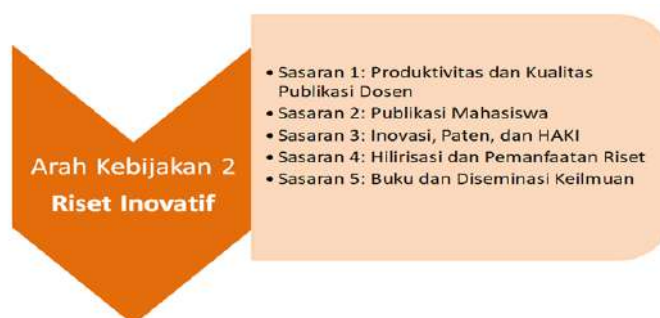 Arah Kebijakan 2
Riset Inovatif
• Sasaran 1: Produktivitas dan Kualitas
Publikasi Dosen
• Sasaran 2: Publikasi Mahasiswa
• Sasaran 3: Inovasi, Paten, dan HAKI
• Sasaran 4: Hilirisasi dan Pemanfaatan Riset
• Sasaran 5: Buku dan Diseminasi Keilmuan